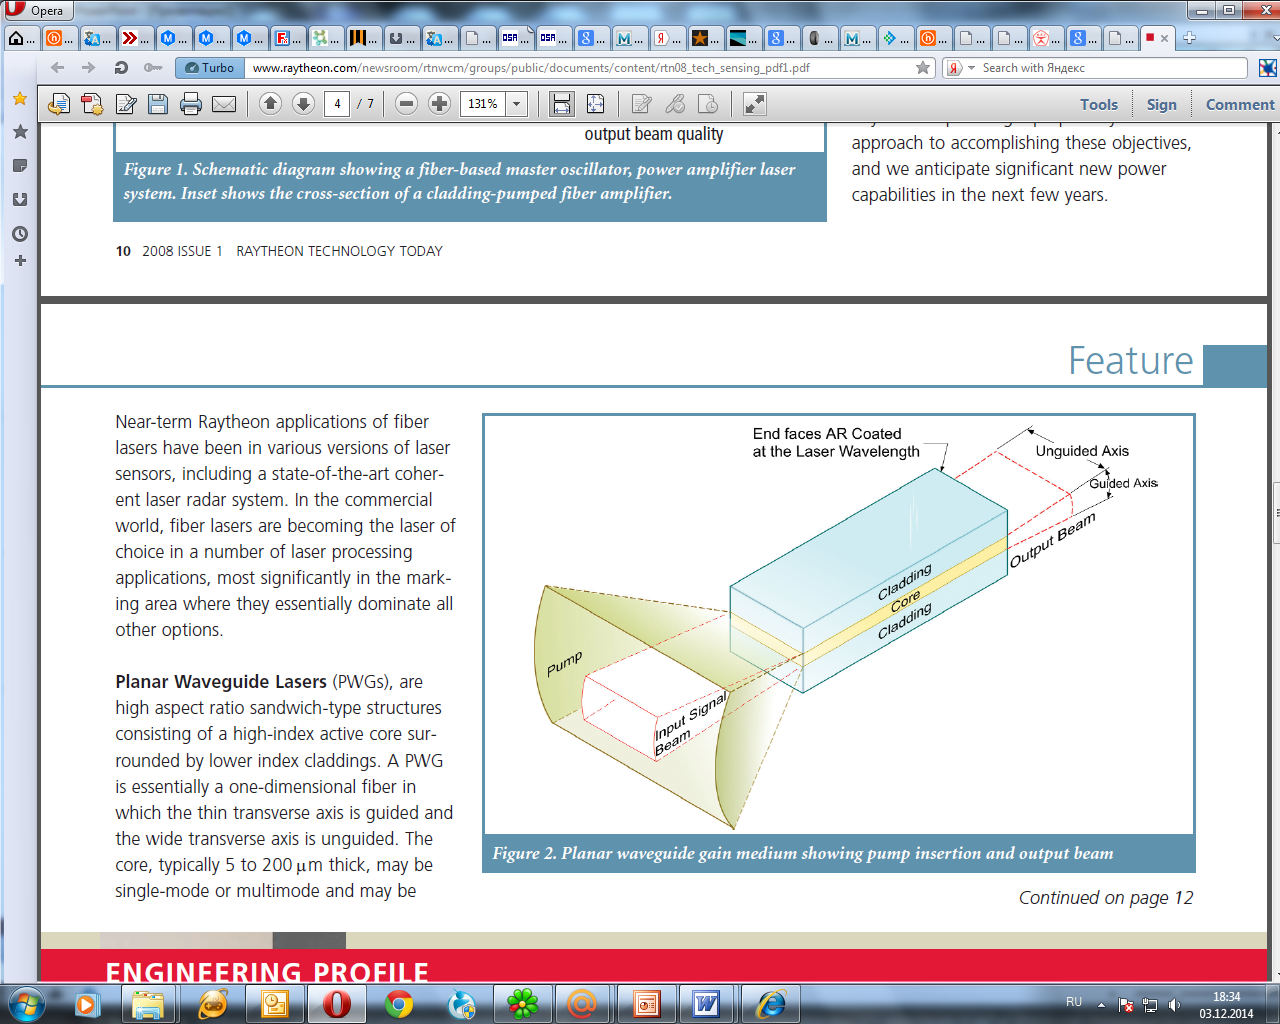 Opera
Turbo
www.raytheon.com/newsroom/rtnwcm/groups/public/documents/content/rtn08_tech_sensing_pdf1.pdf
Search with Яндекс
4 / 7
131%
Tools
Sign
Comment
output beam quality
Figure 1. Schematic diagram showing a fiber-based master oscillator, power amplifier laser
system. Inset shows the cross-section of a cladding-pumped fiber amplifier.
approach to accomplishing these objectives,
and we anticipate significant new power
capabilities in the next few years.
10 2008 ISSUE 1 RAYTHEON TECHNOLOGY TODAY
Feature
Near-term Raytheon applications of fiber
lasers have been in various versions of laser
sensors, including a state-of-the-art coher-
ent laser radar system. In the commercial
world, fiber lasers are becoming the laser of
choice in a number of laser processing
applications, most significantly in the mark-
ing area where they essentially dominate all
other options.
Planar Waveguide Lasers (PWGs), are
high aspect ratio sandwich-type structures
consisting of a high-index active core sur-
rounded by lower index claddings. A PWG
is essentially a one-dimensional fiber in
which the thin transverse axis is guided and
the wide transverse axis is unguided. The
core, typically 5 to 200 µm thick, may be
single-mode or multimode and may be
End faces AR Coated
at the Laser Wavelength
Unguided Axis
Guided Axis
Output Beam
Cladding
Core
Cladding
Pump
Input Signal
Beam
Figure 2. Planar waveguide gain medium showing pump insertion and output beam
Continued on page 12
ENGINEERING PROFILE
RU
18:34
03.12.2014